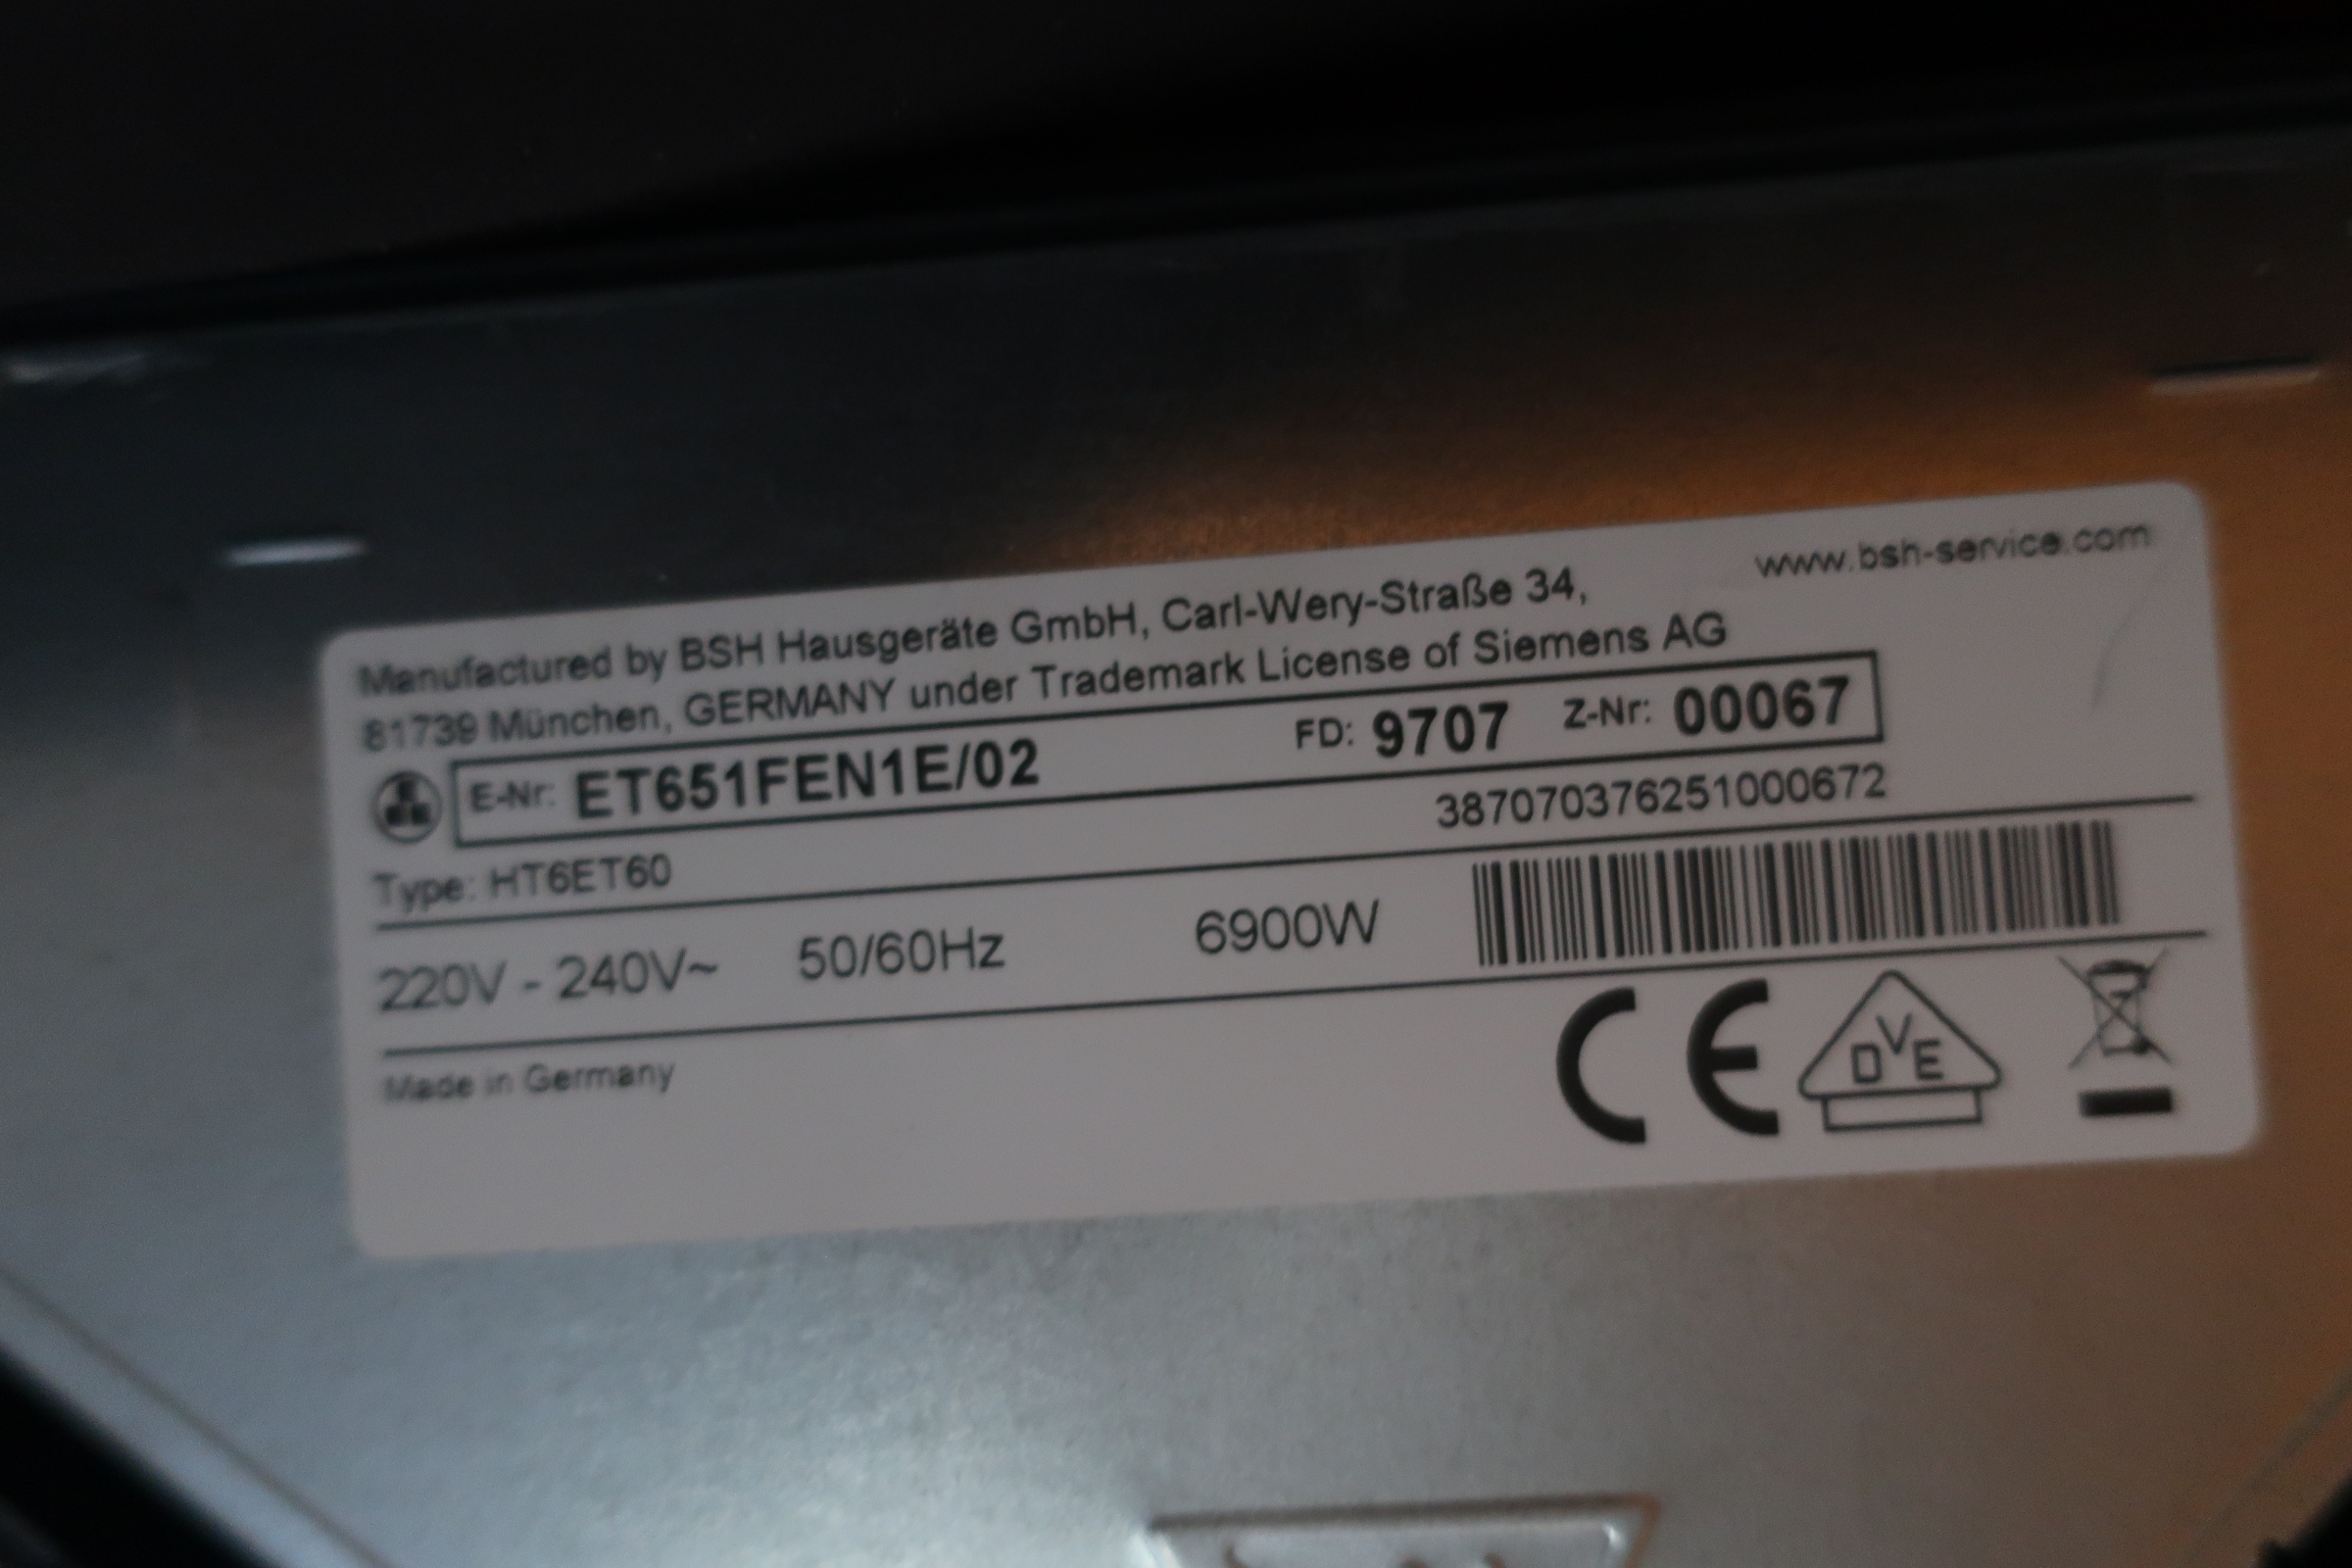 www.bsh-service.com
Manufactured by BSH Hausgeräte GmbH, Carl-Wery-Straße 34,
81739 München, GERMANY under Trademark License of Siemens AG
E-Nr: ET651FEN1E/02 FD: 9707 Z-Nr: 00067
Type: HT6ET60 387070376251000672
220V - 240V~ 50/60Hz 6900W
Made in Germany
CE DVE